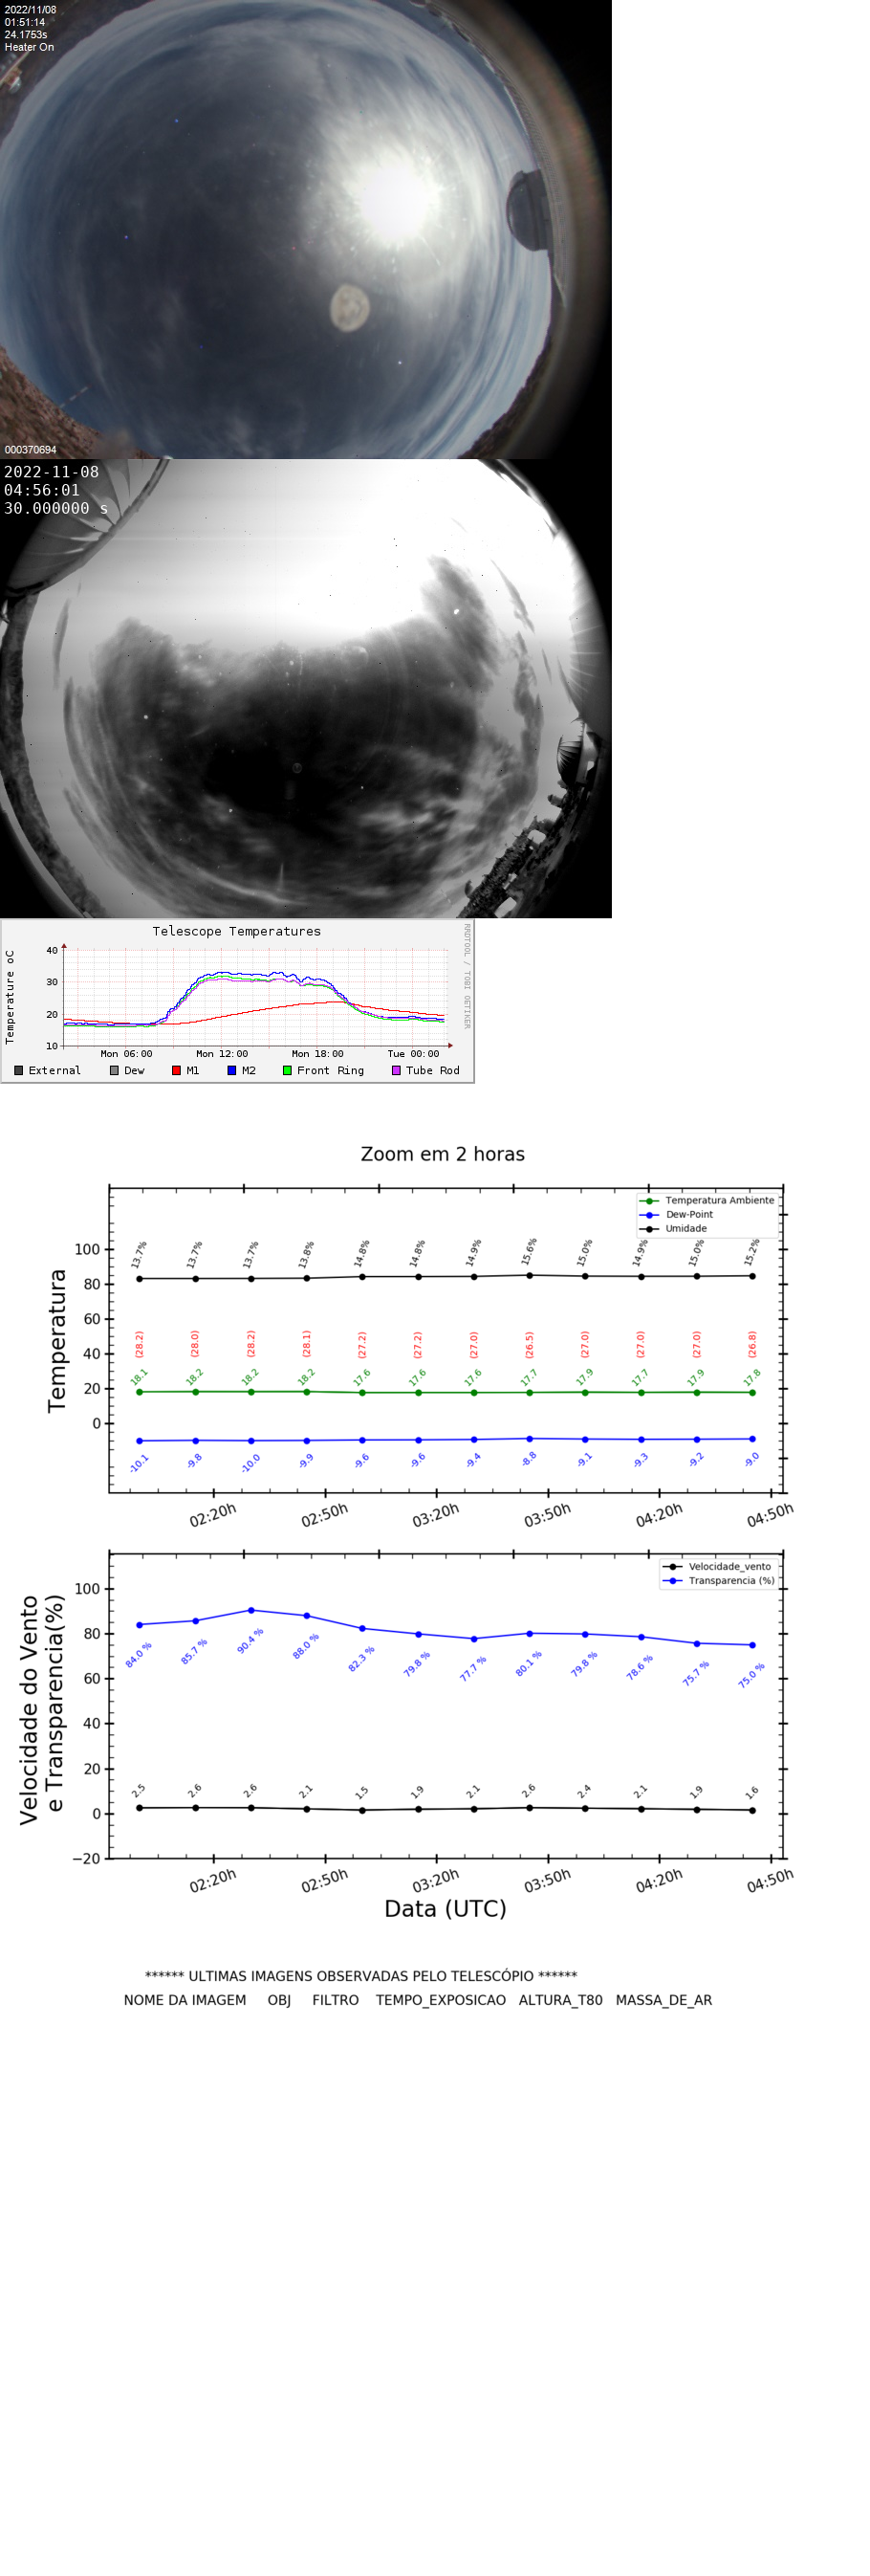 2022/11/08
01:51:14
24.1753s
Heater On
000370694
2022-11-08
04:56:01
30.000000 s
Telescope Temperatures
RRDTOOL / TOBI OETIKER
Temperature oC
40
30
20
10
Mon 06:00 Mon 12:00 Mon 18:00 Tue 00:00
External Dew M1 M2 Front Ring Tube Rod
Zoom em 2 horas
Temperatura Ambiente
Dew-Point
Umidade
Temperatura
100
80
60
40
20
0
13.7% 13.7% 13.7% 13.8% 14.8% 14.8% 14.9% 15.6% 15.0% 14.9% 15.0% 15.2%
(28.2) (28.0) (28.2) (28.1) (27.2) (27.2) (27.0) (26.5) (27.0) (27.0) (27.0) (26.8)
18.1 18.2 18.2 18.2 17.6 17.6 17.6 17.7 17.9 17.7 17.9 17.8
-10.1 -9.8 -10.0 -9.9 -9.6 -9.6 -9.4 -8.8 -9.1 -9.3 -9.2 -9.0
02:20h 02:50h 03:20h 03:50h 04:20h 04:50h
Velocidade_vento
Transparencia (%)
Velocidade do Vento
e Transparencia(%)
100
80
60
40
20
0
−20
84.0 % 85.7 % 90.4 % 88.0 % 82.3 % 79.8 % 77.7 % 80.1 % 79.8 % 78.6 % 75.7 % 75.0 %
2.5 2.6 2.6 2.1 1.5 1.9 2.1 2.6 2.4 2.1 1.9 1.6
02:20h 02:50h 03:20h 03:50h 04:20h 04:50h
Data (UTC)
****** ULTIMAS IMAGENS OBSERVADAS PELO TELESCÓPIO ******
NOME DA IMAGEM OBJ FILTRO TEMPO_EXPOSICAO ALTURA_T80 MASSA_DE_AR